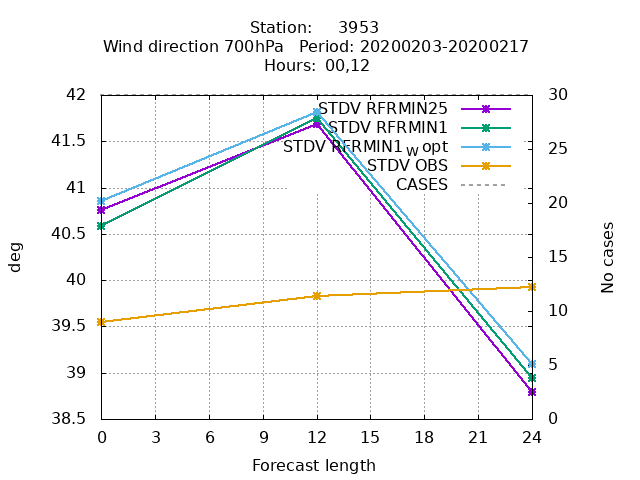 Station:     3953
Wind direction 700hPa   Period: 20200203-20200217
Hours: 00,12
42
41.5
41
40.5
40
39.5
39
38.5
30
25
20
15
10
5
0
0 3 6 9 12 15 18 21 24
deg
No cases
Forecast length
STDV RFRMIN25
STDV RFRMIN1
STDV RFRMIN1_W opt
STDV OBS
CASES